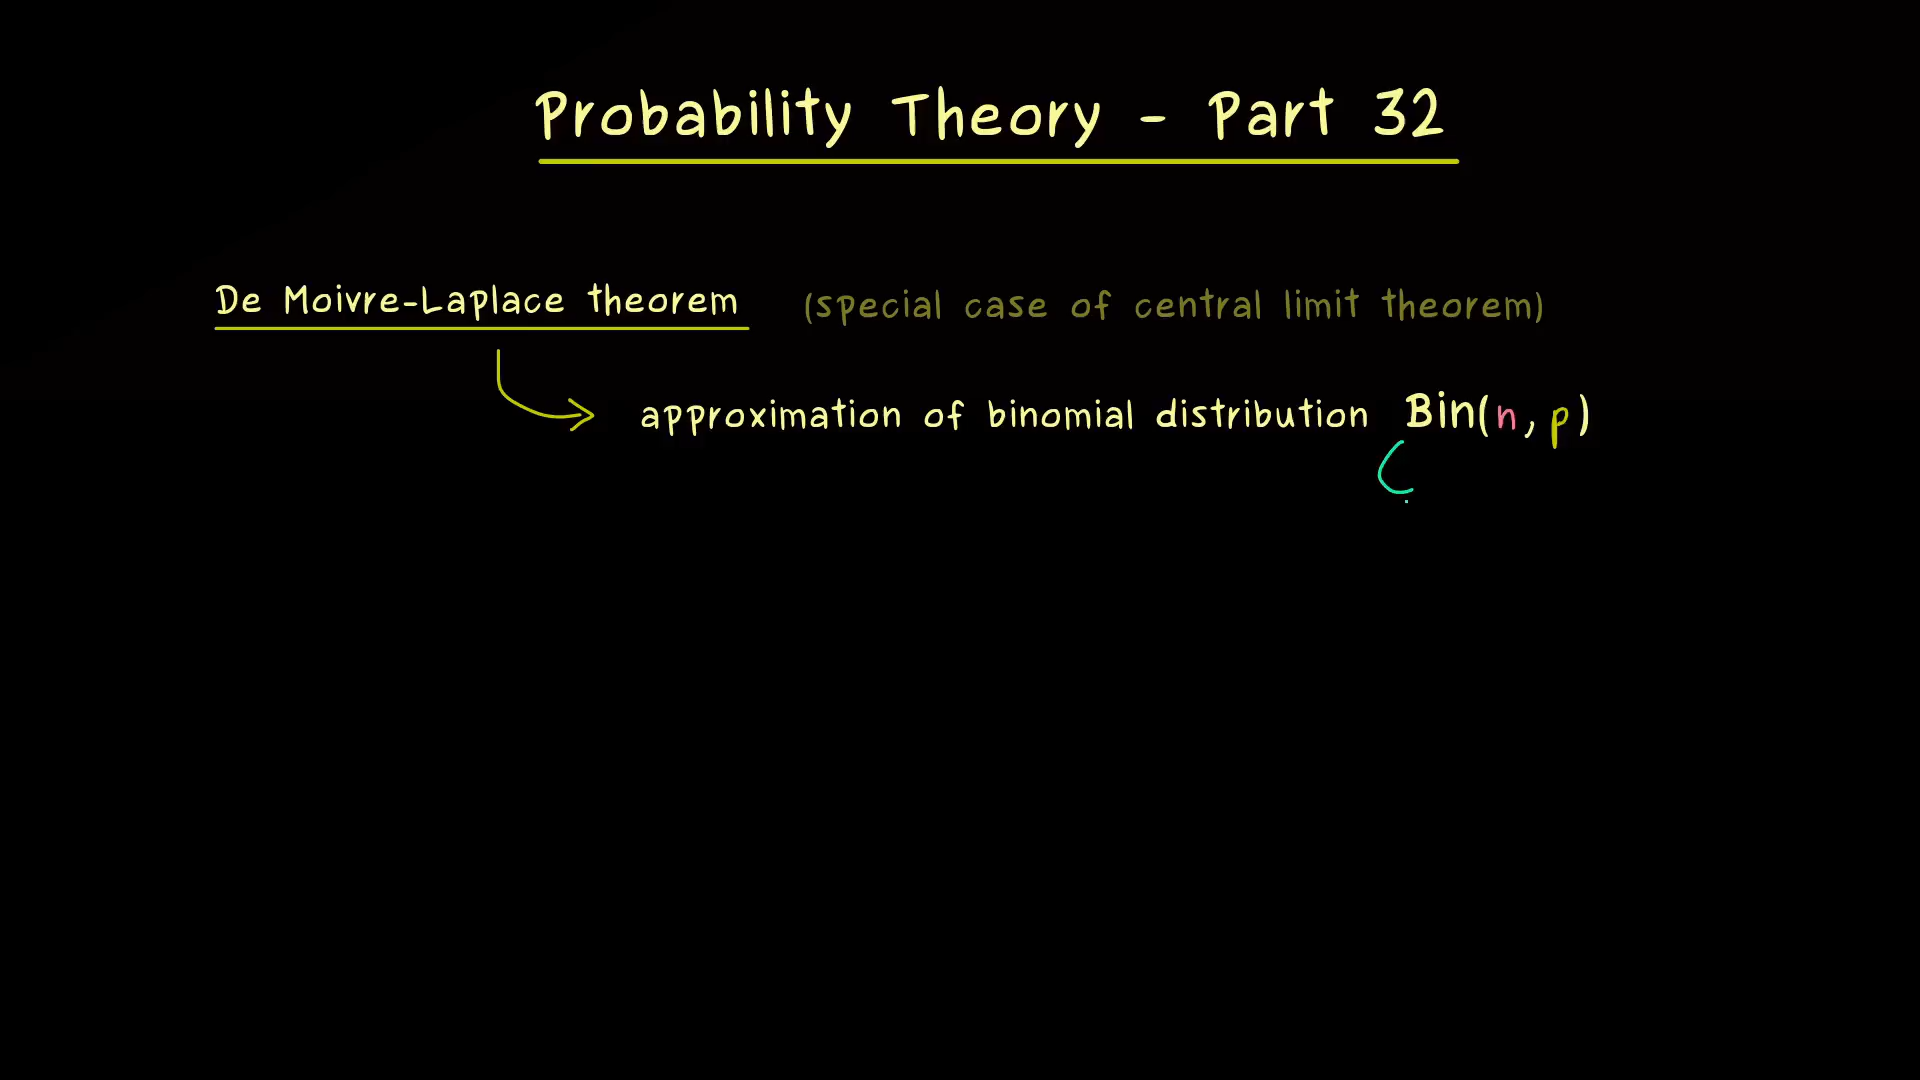 Probability Theory - Part 32
De Moivre-Laplace theorem (special case of central limit theorem)
approximation of binomial distribution Bin(n, p)